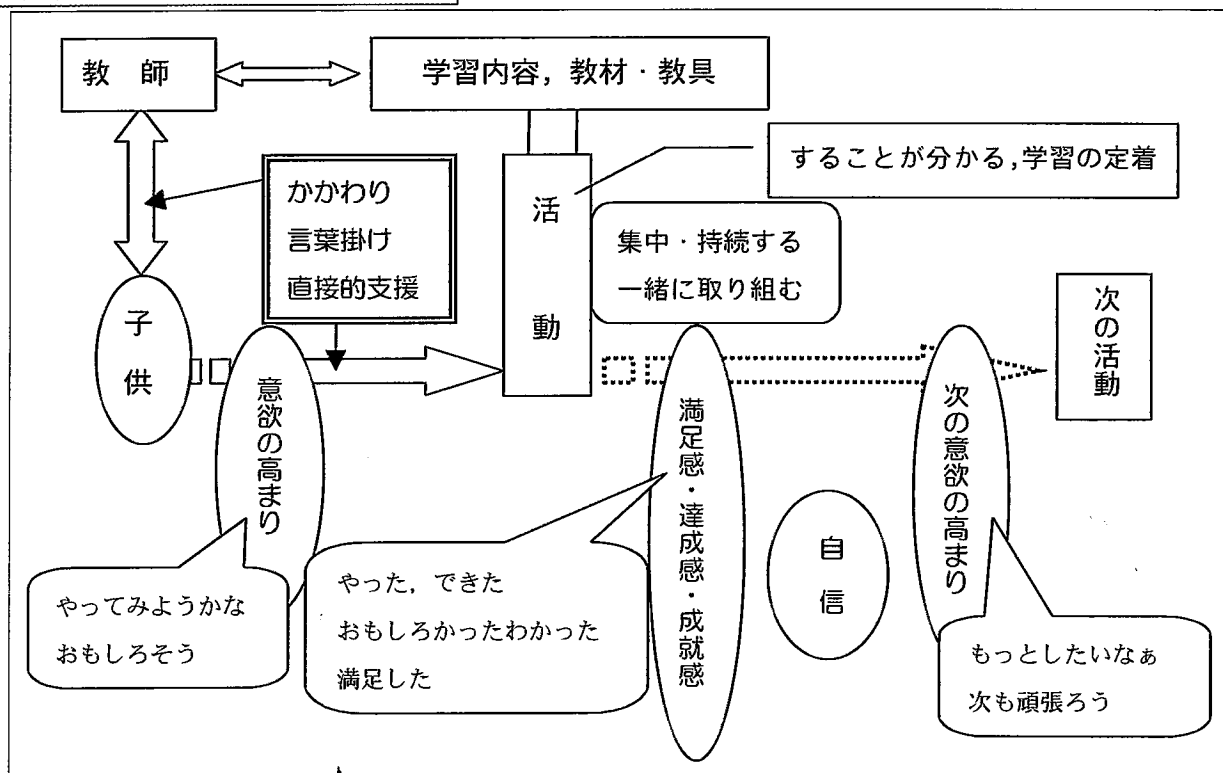 教　師
学習内容，教材・教具
することが分かる,学習の定着
かかわり
言葉掛け
直接的支援
活　動
集中・持続する
一緒に取り組む
子供
次の活動
意欲の高まり
満足感・達成感・成就感
自信
次の意欲の高まり
やってみようかな
おもしろそう
やった，できた
おもしろかったわかった
満足した
もっとしたいなぁ
次も頑張ろう